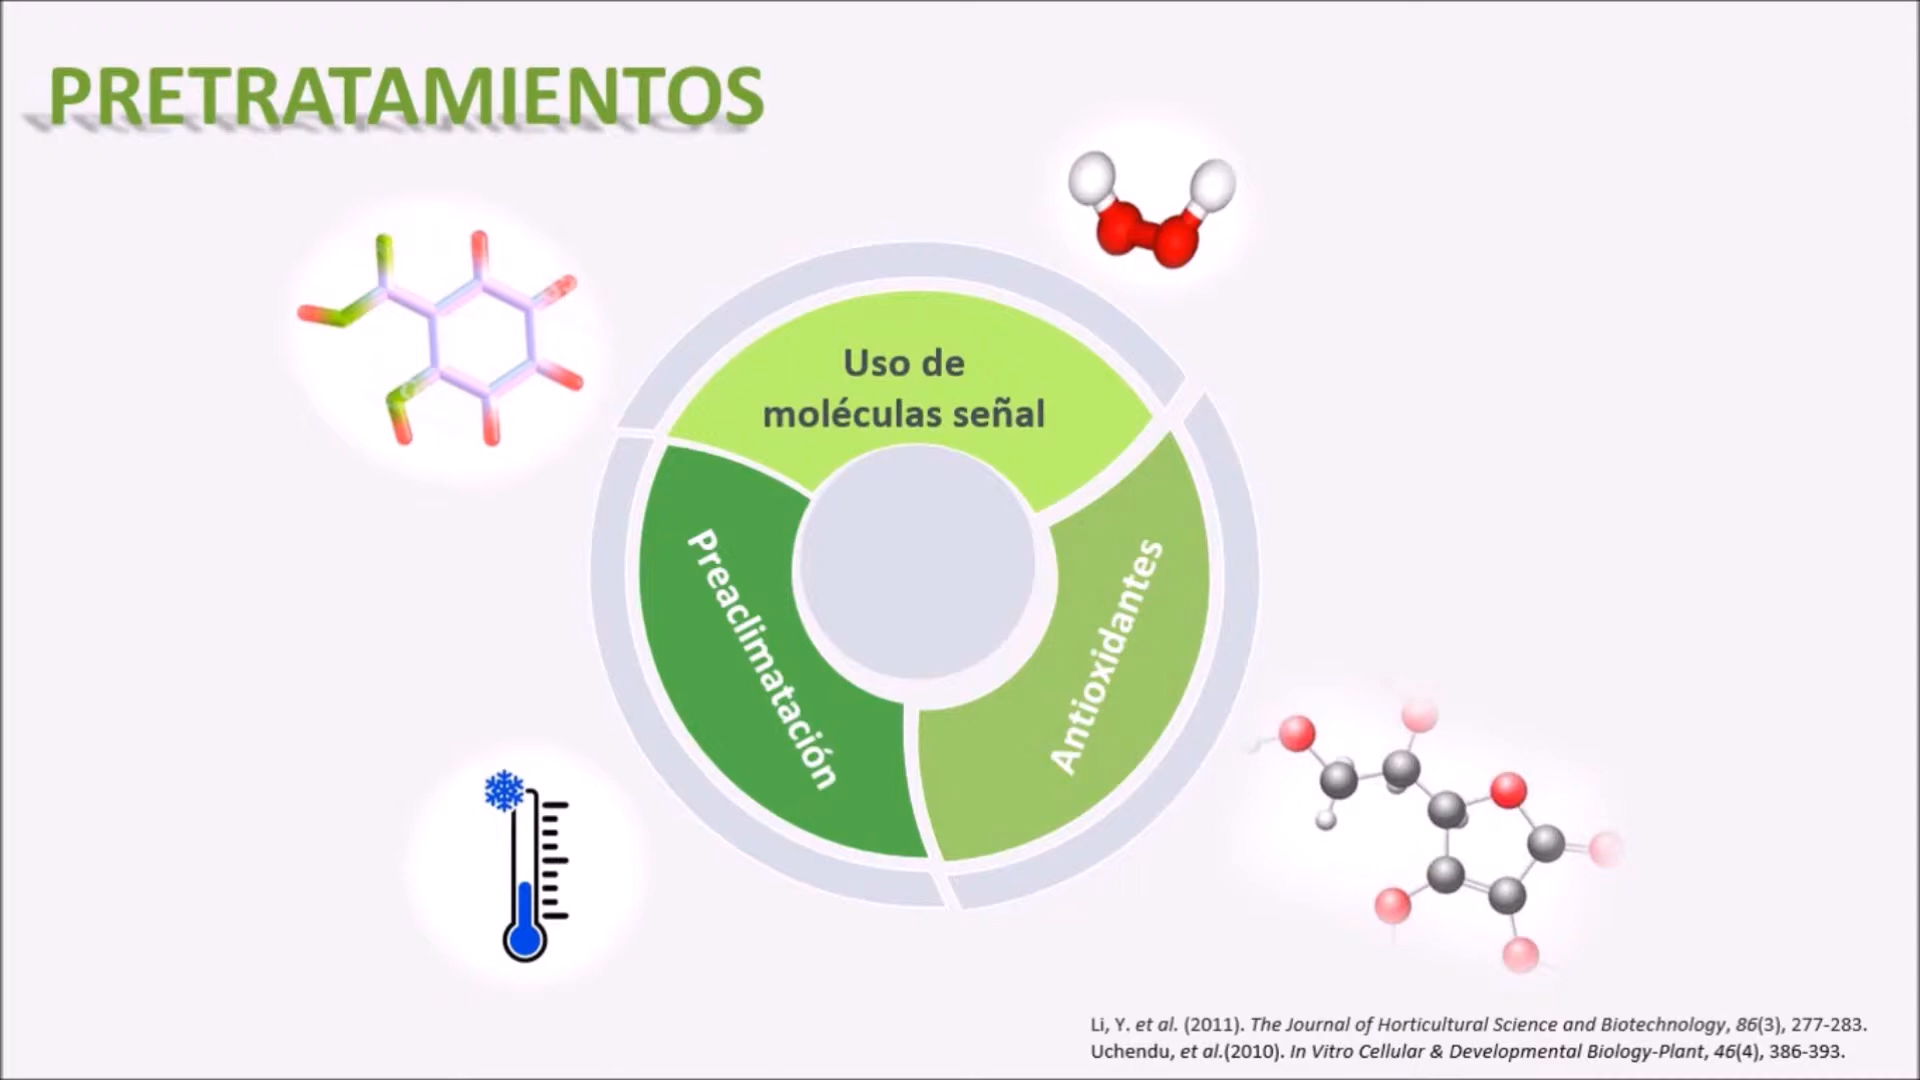 PRETRATAMIENTOS
Uso de
moléculas señal
Preaclimatación
Antioxidantes
Li, Y. et al. (2011). The Journal of Horticultural Science and Biotechnology, 86(3), 277-283.
Uchendu, et al.(2010). In Vitro Cellular & Developmental Biology-Plant, 46(4), 386-393.